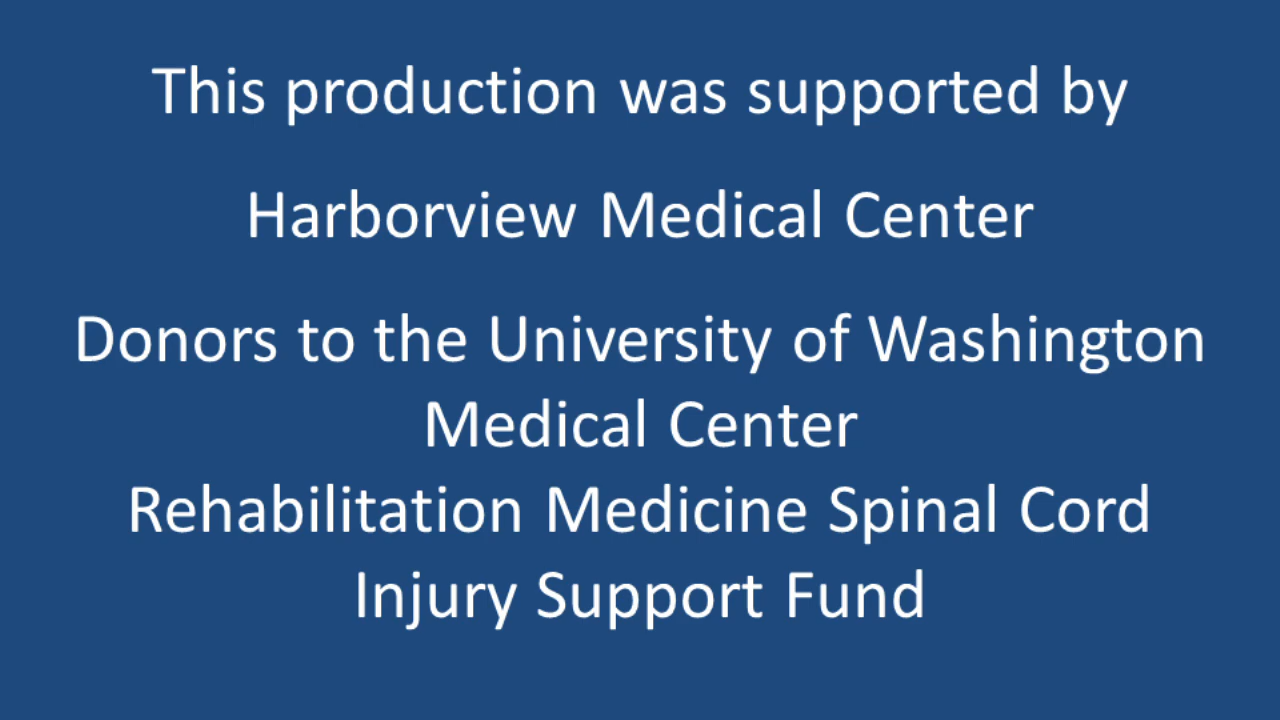 This production was supported by
Harborview Medical Center
Donors to the University of Washington
Medical Center
Rehabilitation Medicine Spinal Cord
Injury Support Fund